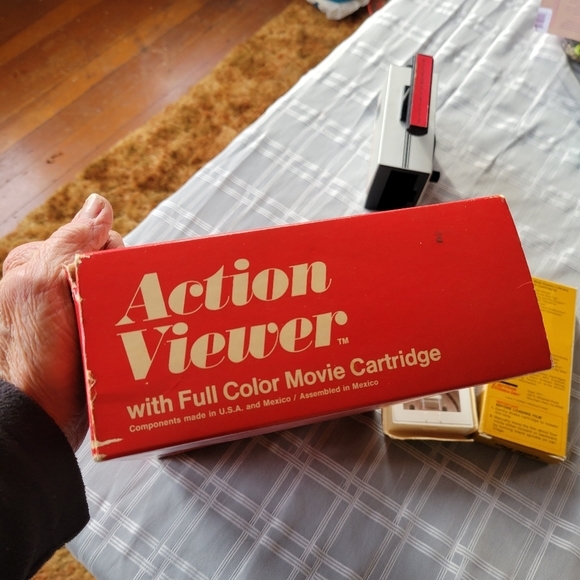 Action
Viewer™
with Full Color Movie Cartridge
Components made in U.S.A. and Mexico / Assembled in Mexico